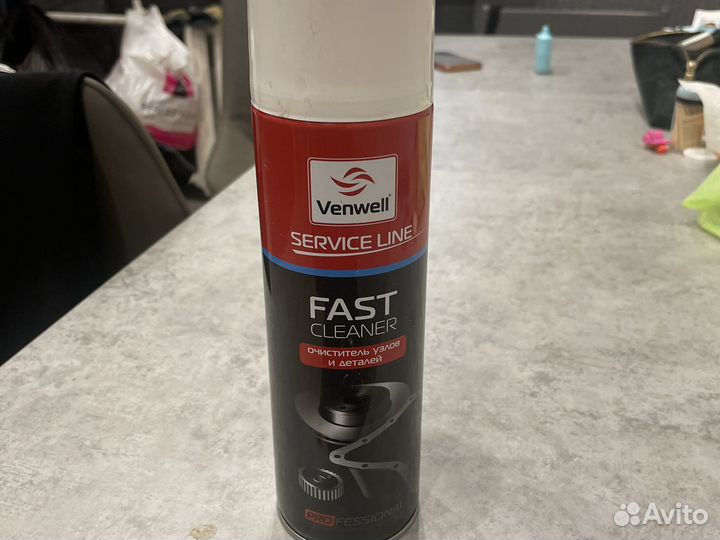 Venwell®
SERVICE LINE
FAST
CLEANER
очиститель узлов
и деталей
PROFESSIONAL
Avito